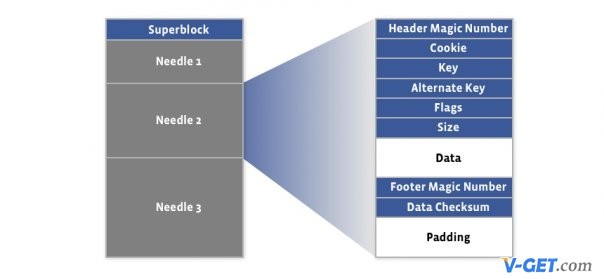 Superblock
Needle 1
Needle 2
Needle 3
Header Magic Number
Cookie
Key
Alternate Key
Flags
Size
Data
Footer Magic Number
Data Checksum
Padding
V-GET.com